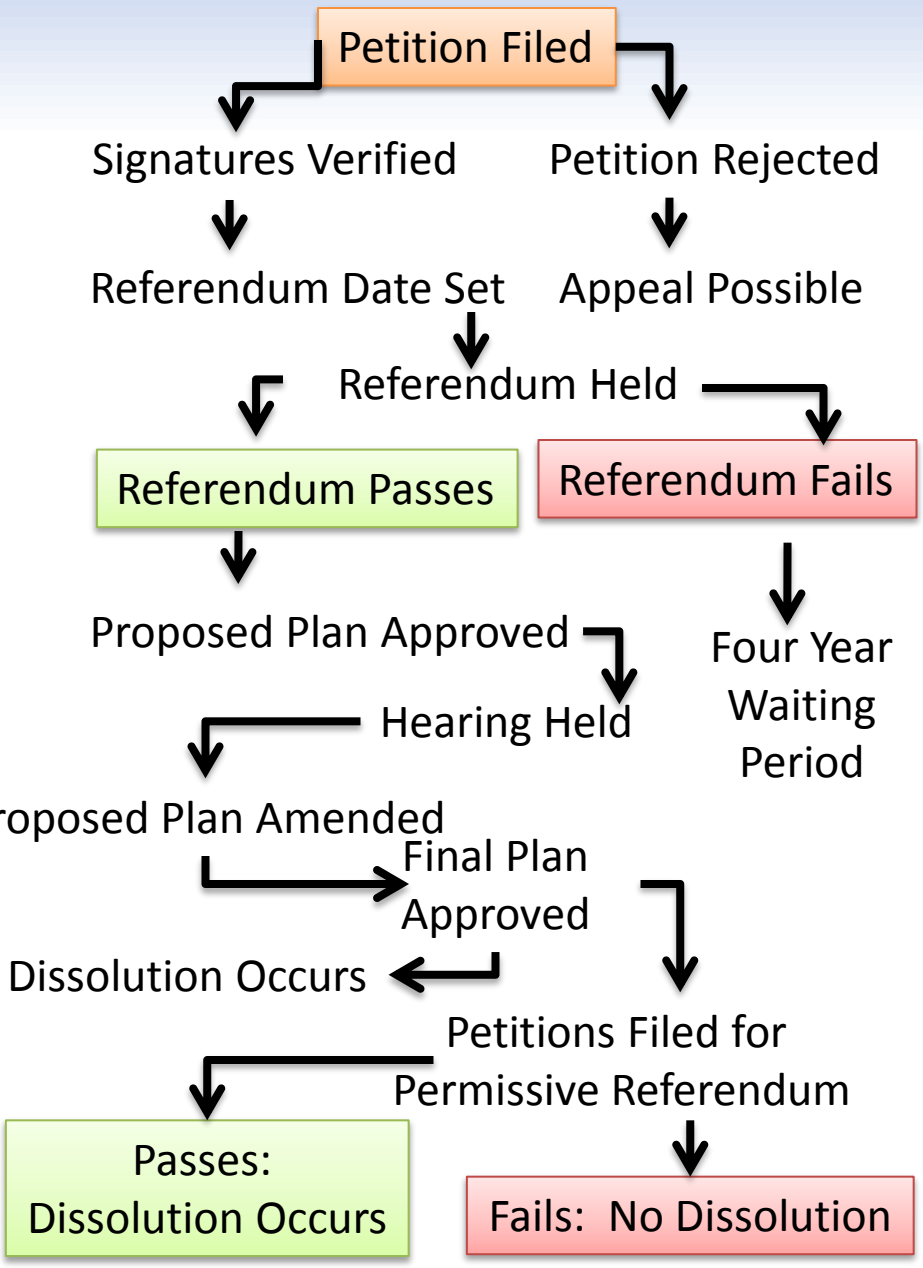 Petition Filed
Signatures Verified
Petition Rejected
Referendum Date Set
Appeal Possible
Referendum Held
Referendum Passes
Referendum Fails
Proposed Plan Approved
Four Year
Waiting
Period
Hearing Held
roposed Plan Amended
Final Plan
Approved
Dissolution Occurs
Petitions Filed for
Permissive Referendum
Passes:
Dissolution Occurs
Fails:  No Dissolution